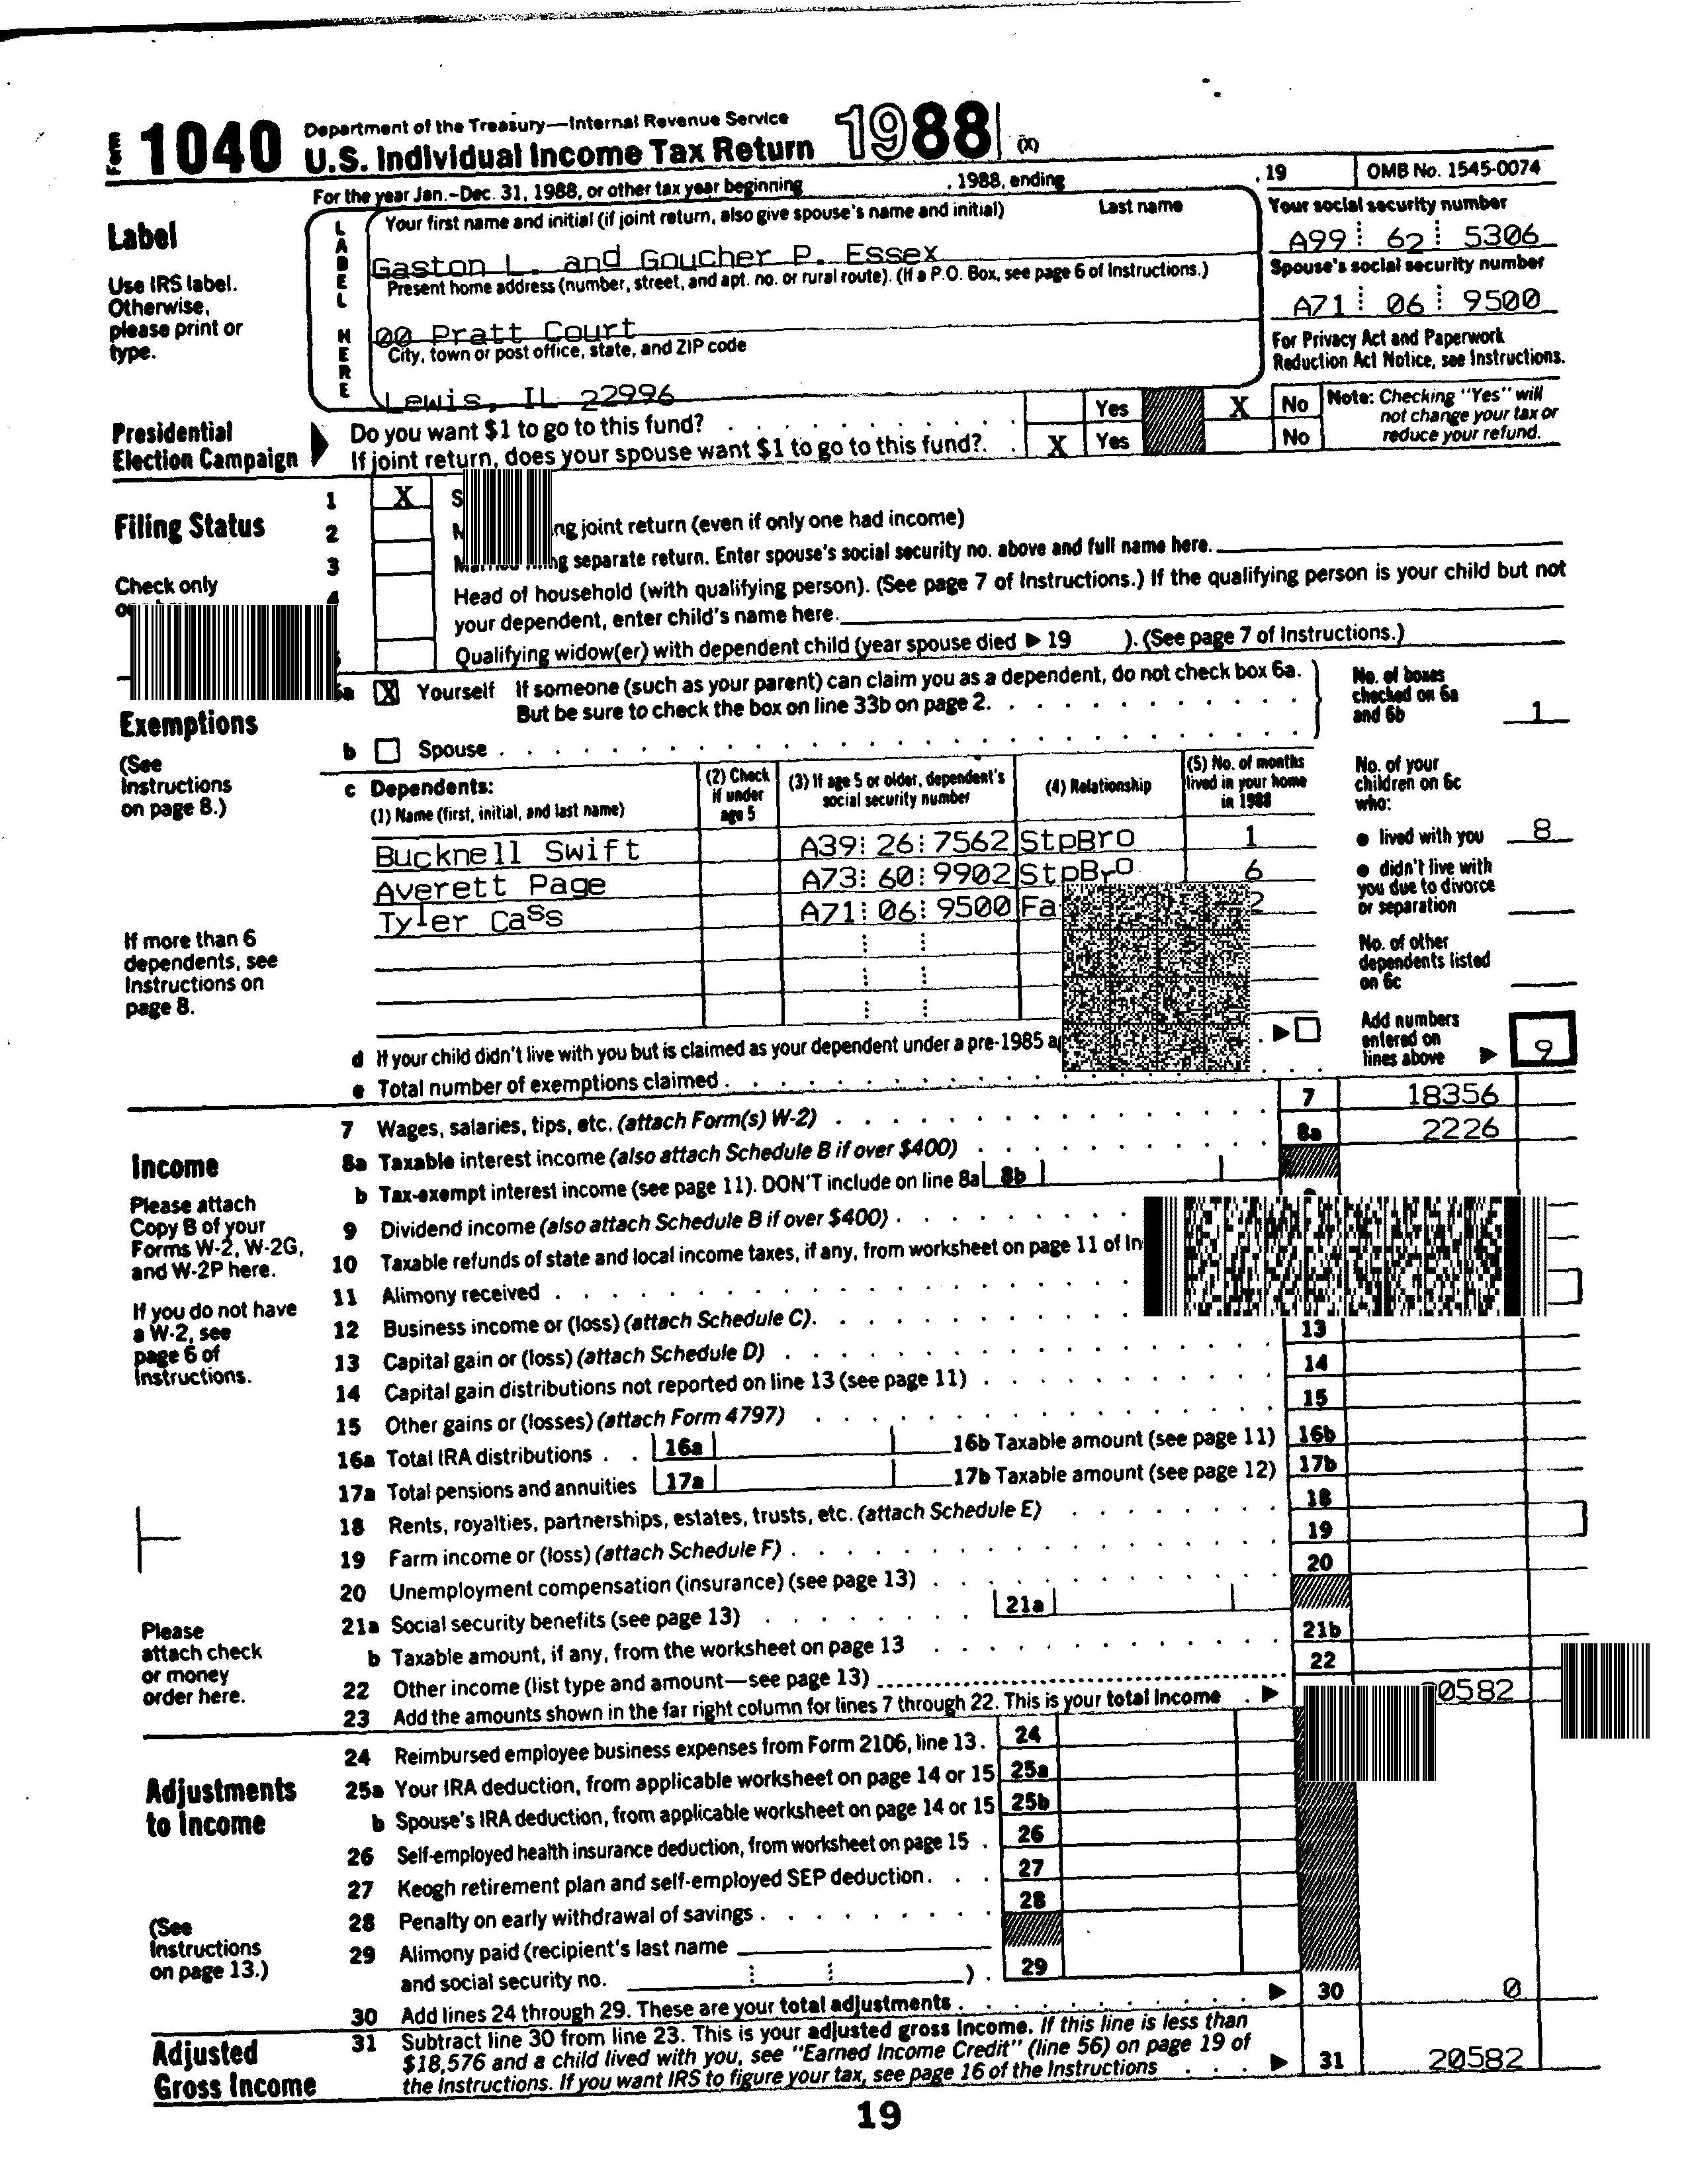 Form 1040 Department of the Treasury—Internal Revenue Service
U.S. Individual Income Tax Return 1988 (X)
For the year Jan.–Dec. 31, 1988, or other tax year beginning , 1988, ending , 19 OMB No. 1545-0074
Label
Use IRS label.
Otherwise,
please print or
type.
LABEL HERE
Your first name and initial (if joint return, also give spouse's name and initial) Last name
Gaston L. and Goucher P. Essex
Present home address (number, street, and apt. no. or rural route). (If a P.O. Box, see page 6 of Instructions.)
00 Pratt Court
City, town or post office, state, and ZIP code
Lewis, IL 22996
Your social security number
A99 62 5306
Spouse's social security number
A71 06 9500
For Privacy Act and Paperwork
Reduction Act Notice, see Instructions.
Presidential
Election Campaign
Do you want $1 to go to this fund? Yes X No
If joint return, does your spouse want $1 to go to this fund? X Yes No
Note: Checking "Yes" will
not change your tax or
reduce your refund.
Filing Status
Check only
1 X S
2 ng joint return (even if only one had income)
3 separate return. Enter spouse's social security no. above and full name here.
4 Head of household (with qualifying person). (See page 7 of Instructions.) If the qualifying person is your child but not
your dependent, enter child's name here.
Qualifying widow(er) with dependent child (year spouse died ▶ 19 ). (See page 7 of Instructions.)
Exemptions
(See
Instructions
on page 8.)
If more than 6
dependents, see
Instructions on
page 8.
6a X Yourself If someone (such as your parent) can claim you as a dependent, do not check box 6a.
But be sure to check the box on line 33b on page 2.
b Spouse
No. of boxes
checked on 6a
and 6b 1
c Dependents:
(1) Name (first, initial, and last name)
(2) Check
if under
age 5
(3) If age 5 or older, dependent's
social security number
(4) Relationship
(5) No. of months
lived in your home
in 1988
Bucknell Swift A39 26 7562 StpBro 1
Averett Page A73 60 9902 StpBro 6
Tyler Cass A71 06 9500 Fa 2
No. of your
children on 6c
who:
● lived with you 8
● didn't live with
you due to divorce
or separation
No. of other
dependents listed
on 6c
Add numbers
entered on
lines above ▶ 9
d If your child didn't live with you but is claimed as your dependent under a pre-1985 a ▶
e Total number of exemptions claimed
Income
Please attach
Copy B of your
Forms W-2, W-2G,
and W-2P here.
If you do not have
a W-2, see
page 6 of
Instructions.
Please
attach check
or money
order here.
7 Wages, salaries, tips, etc. (attach Form(s) W-2) 7 18356
8a Taxable interest income (also attach Schedule B if over $400) 8a 2226
b Tax-exempt interest income (see page 11). DON'T include on line 8a 8b
9 Dividend income (also attach Schedule B if over $400)
10 Taxable refunds of state and local income taxes, if any, from worksheet on page 11 of In
11 Alimony received
12 Business income or (loss) (attach Schedule C)
13 Capital gain or (loss) (attach Schedule D) 13
14 Capital gain distributions not reported on line 13 (see page 11) 14
15 Other gains or (losses) (attach Form 4797) 15
16a Total IRA distributions 16a 16b Taxable amount (see page 11) 16b
17a Total pensions and annuities 17a 17b Taxable amount (see page 12) 17b
18 Rents, royalties, partnerships, estates, trusts, etc. (attach Schedule E) 18
19 Farm income or (loss) (attach Schedule F) 19
20 Unemployment compensation (insurance) (see page 13) 20
21a Social security benefits (see page 13) 21a
b Taxable amount, if any, from the worksheet on page 13 21b
22 Other income (list type and amount—see page 13) 22
23 Add the amounts shown in the far right column for lines 7 through 22. This is your total income ▶ 0582
Adjustments
to Income
(See
Instructions
on page 13.)
24 Reimbursed employee business expenses from Form 2106, line 13. 24
25a Your IRA deduction, from applicable worksheet on page 14 or 15 25a
b Spouse's IRA deduction, from applicable worksheet on page 14 or 15 25b
26 Self-employed health insurance deduction, from worksheet on page 15 26
27 Keogh retirement plan and self-employed SEP deduction 27
28 Penalty on early withdrawal of savings 28
29 Alimony paid (recipient's last name
and social security no. ) 29
30 Add lines 24 through 29. These are your total adjustments ▶ 30 0
Adjusted
Gross Income
31 Subtract line 30 from line 23. This is your adjusted gross income. If this line is less than
$18,576 and a child lived with you, see "Earned Income Credit" (line 56) on page 19 of
the Instructions. If you want IRS to figure your tax, see page 16 of the Instructions ▶ 31 20582
19